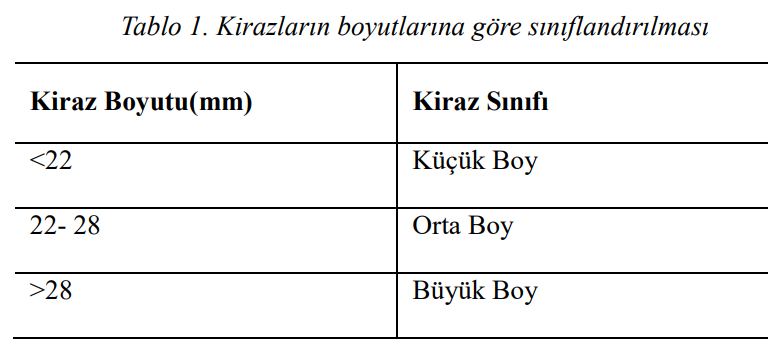 Tablo 1. Kirazların boyutlarına göre sınıflandırılması
Kiraz Boyutu(mm) Kiraz Sınıfı
<22 Küçük Boy
22- 28 Orta Boy
>28 Büyük Boy